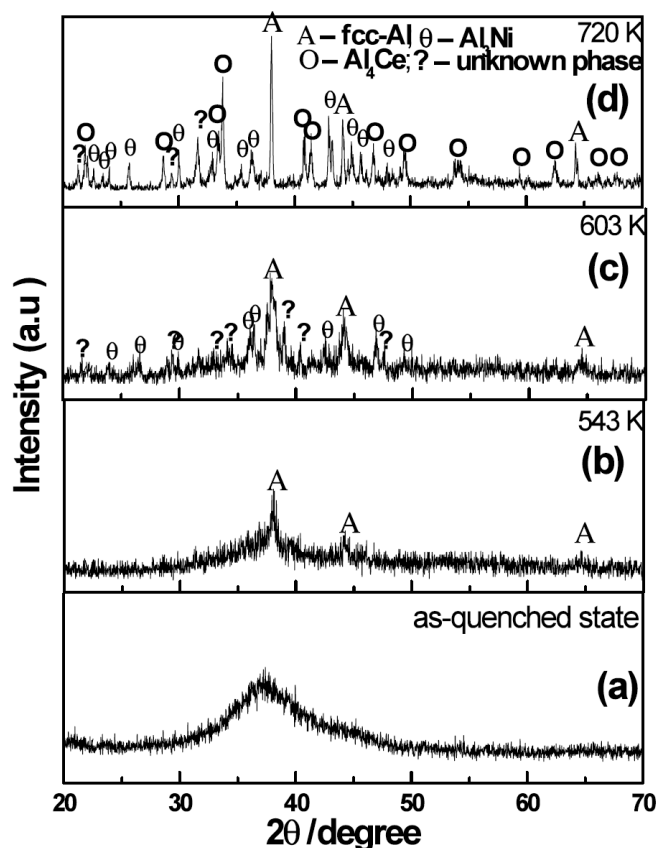 720 K
A – fcc-Al, θ – Al3Ni
O – Al4Ce; ? – unknown phase
(d)
A
O
O
?
O
?
θ
θ
θ
θ
O
?
θ
θ
θ
θ
O
O
θ
A
θ
θ
O
θ
O
O
O
O
A
O
O
603 K
(c)
?
θ
θ
?
θ
?
?
θ
θ
A
?
?
θ
A
θ
?
θ
A
543 K
(b)
A
A
A
as-quenched state
(a)
Intensity (a.u)
20
30
40
50
60
70
2θ /degree